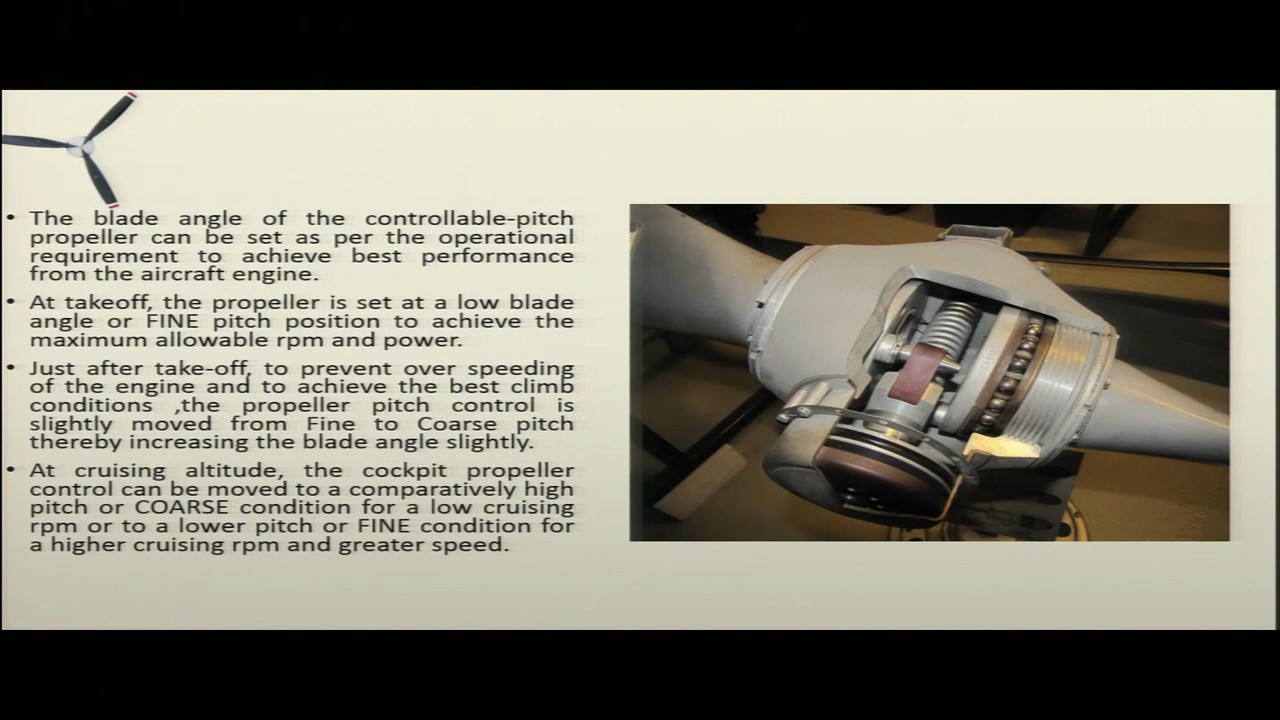 • The blade angle of the controllable-pitch
propeller can be set as per the operational
requirement to achieve best performance
from the aircraft engine.
• At takeoff, the propeller is set at a low blade
angle or FINE pitch position to achieve the
maximum allowable rpm and power.
• Just after take-off, to prevent over speeding
of the engine and to achieve the best climb
conditions ,the propeller pitch control is
slightly moved from Fine to Coarse pitch
thereby increasing the blade angle slightly.
• At cruising altitude, the cockpit propeller
control can be moved to a comparatively high
pitch or COARSE condition for a low cruising
rpm or to a lower pitch or FINE condition for
a higher cruising rpm and greater speed.